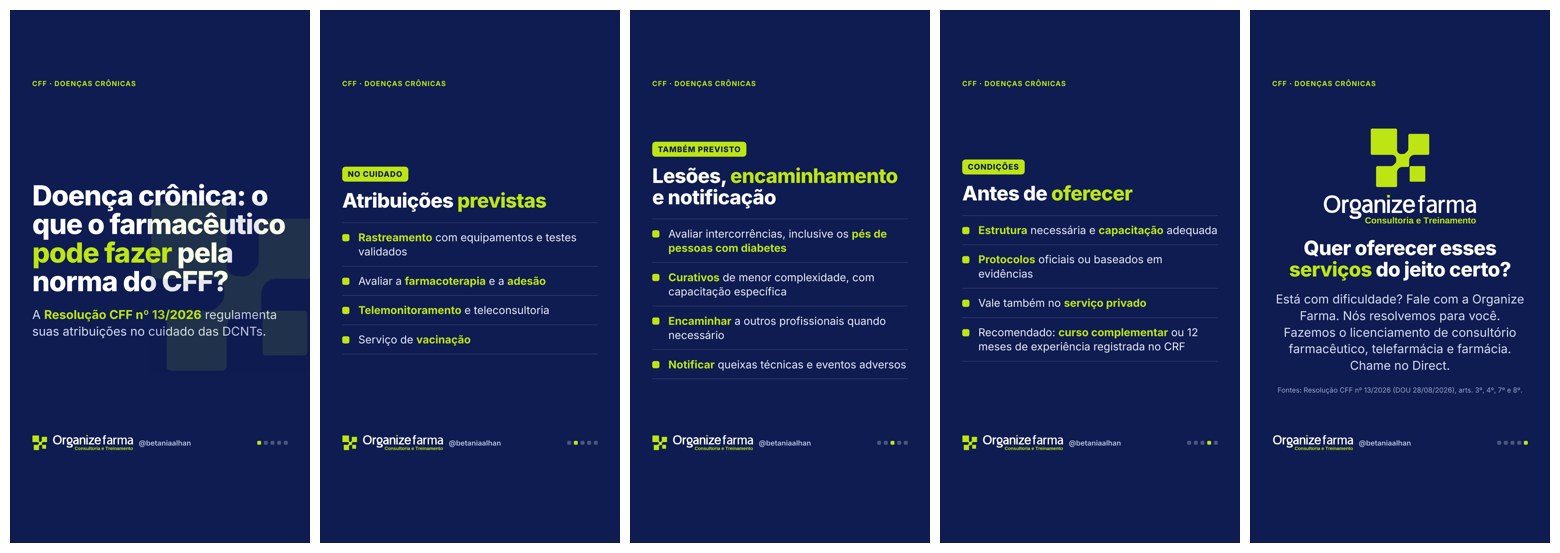 CFF · DOENÇAS CRÔNICAS
Doença crônica: o
que o farmacêutico
pode fazer pela
norma do CFF?
A Resolução CFF nº 13/2026 regulamenta
suas atribuições no cuidado das DCNTs.
Organizefarma
Consultoria e Treinamento
@betaniaalhan
CFF · DOENÇAS CRÔNICAS
NO CUIDADO
Atribuições previstas
Rastreamento com equipamentos e testes
validados
Avaliar a farmacoterapia e a adesão
Telemonitoramento e teleconsultoria
Serviço de vacinação
Organizefarma
Consultoria e Treinamento
@betaniaalhan
CFF · DOENÇAS CRÔNICAS
TAMBÉM PREVISTO
Lesões, encaminhamento
e notificação
Avaliar intercorrências, inclusive os pés de
pessoas com diabetes
Curativos de menor complexidade, com
capacitação específica
Encaminhar a outros profissionais quando
necessário
Notificar queixas técnicas e eventos adversos
Organizefarma
Consultoria e Treinamento
@betaniaalhan
CFF · DOENÇAS CRÔNICAS
CONDIÇÕES
Antes de oferecer
Estrutura necessária e capacitação adequada
Protocolos oficiais ou baseados em
evidências
Vale também no serviço privado
Recomendado: curso complementar ou 12
meses de experiência registrada no CRF
Organizefarma
Consultoria e Treinamento
@betaniaalhan
CFF · DOENÇAS CRÔNICAS
Organizefarma
Consultoria e Treinamento
Quer oferecer esses
serviços do jeito certo?
Está com dificuldade? Fale com a Organize
Farma. Nós resolvemos para você.
Fazemos o licenciamento de consultório
farmacêutico, telefarmácia e farmácia.
Chame no Direct.
Fontes: Resolução CFF nº 13/2026 (DOU 28/08/2026), arts. 3º, 4º, 7º e 8º.
Organizefarma
Consultoria e Treinamento
@betaniaalhan